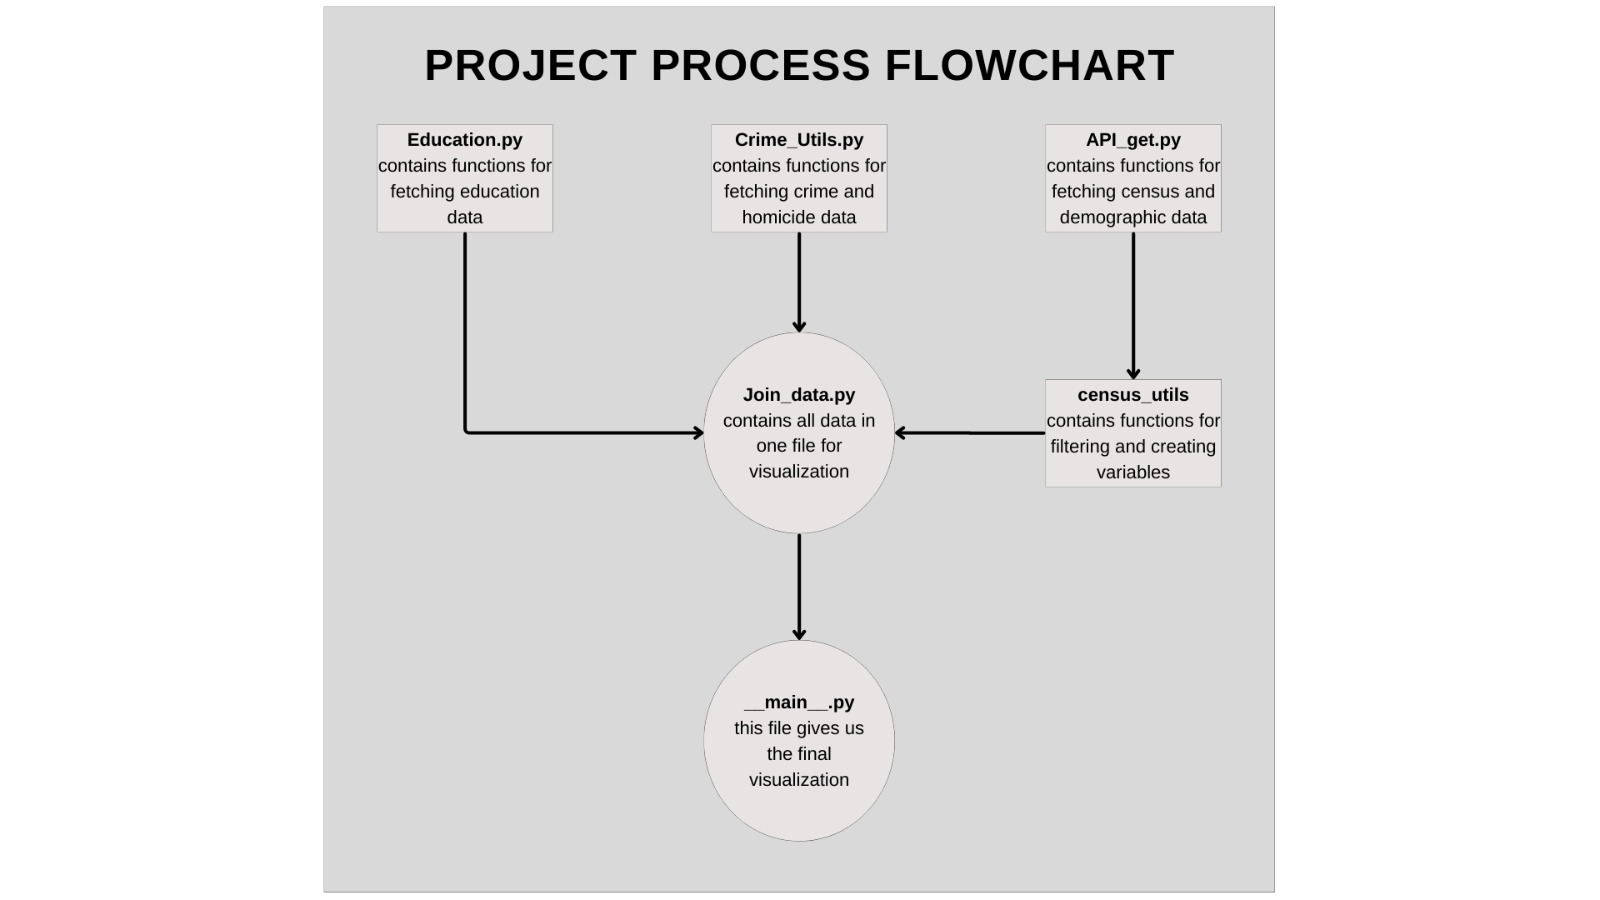 PROJECT PROCESS FLOWCHART
Education.py
contains functions for
fetching education
data
Crime_Utils.py
contains functions for
fetching crime and
homicide data
API_get.py
contains functions for
fetching census and
demographic data
Join_data.py
contains all data in
one file for
visualization
census_utils
contains functions for
filtering and creating
variables
__main__.py
this file gives us
the final
visualization